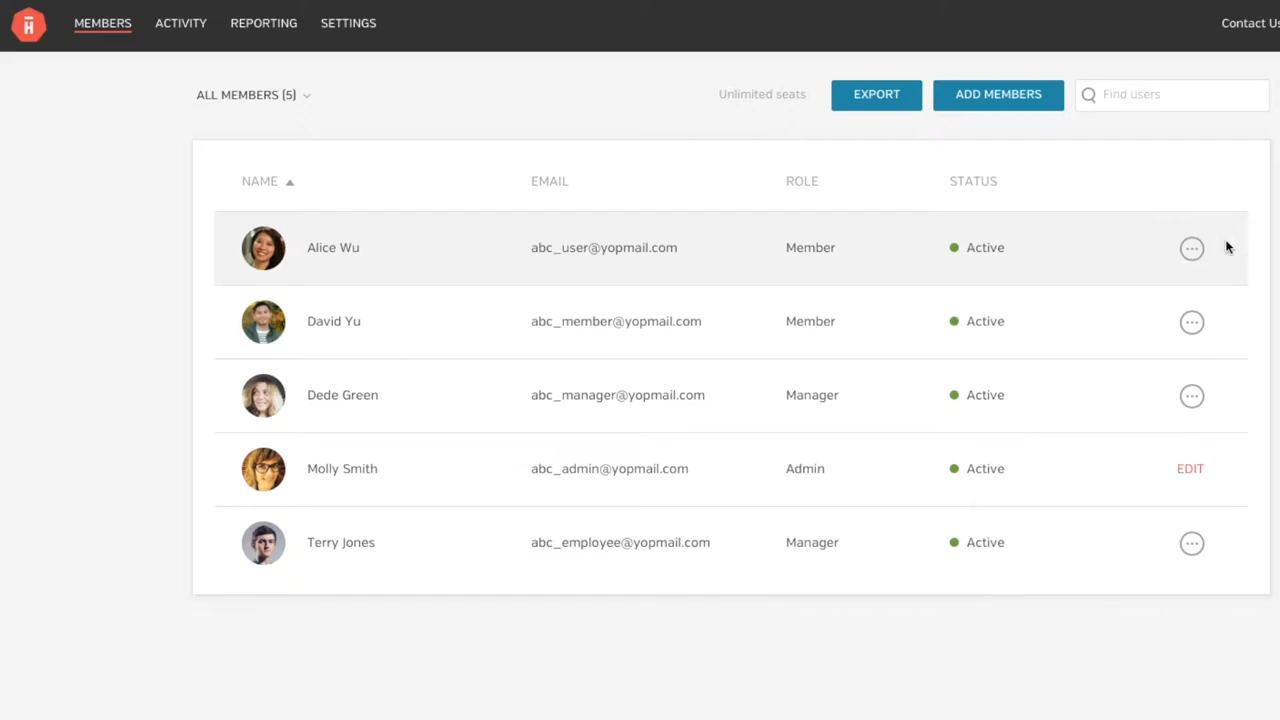 MEMBERS ACTIVITY REPORTING SETTINGS
ALL MEMBERS (5) Unlimited seats EXPORT ADD MEMBERS Find users
NAME EMAIL ROLE STATUS
Alice Wu abc_user@yopmail.com Member Active
David Yu abc_member@yopmail.com Member Active
Dede Green abc_manager@yopmail.com Manager Active
Molly Smith abc_admin@yopmail.com Admin Active EDIT
Terry Jones abc_employee@yopmail.com Manager Active